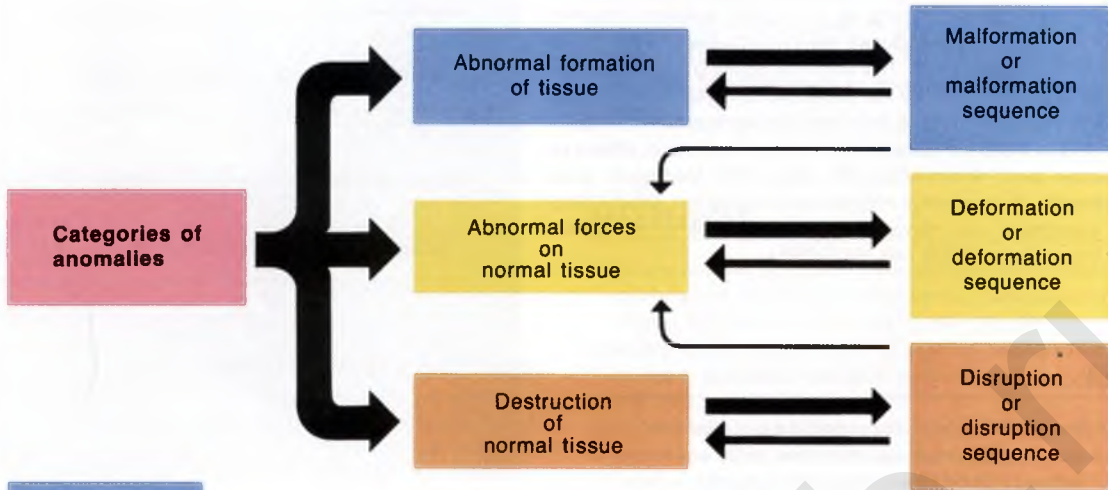 Abnormal formation
of tissue
Malformation
or
malformation
sequence
Categories of
anomalies
Abnormal forces
on
normal tissue
Deformation
or
deformation
sequence
Destruction
of
normal tissue
Disruption
or
disruption
sequence